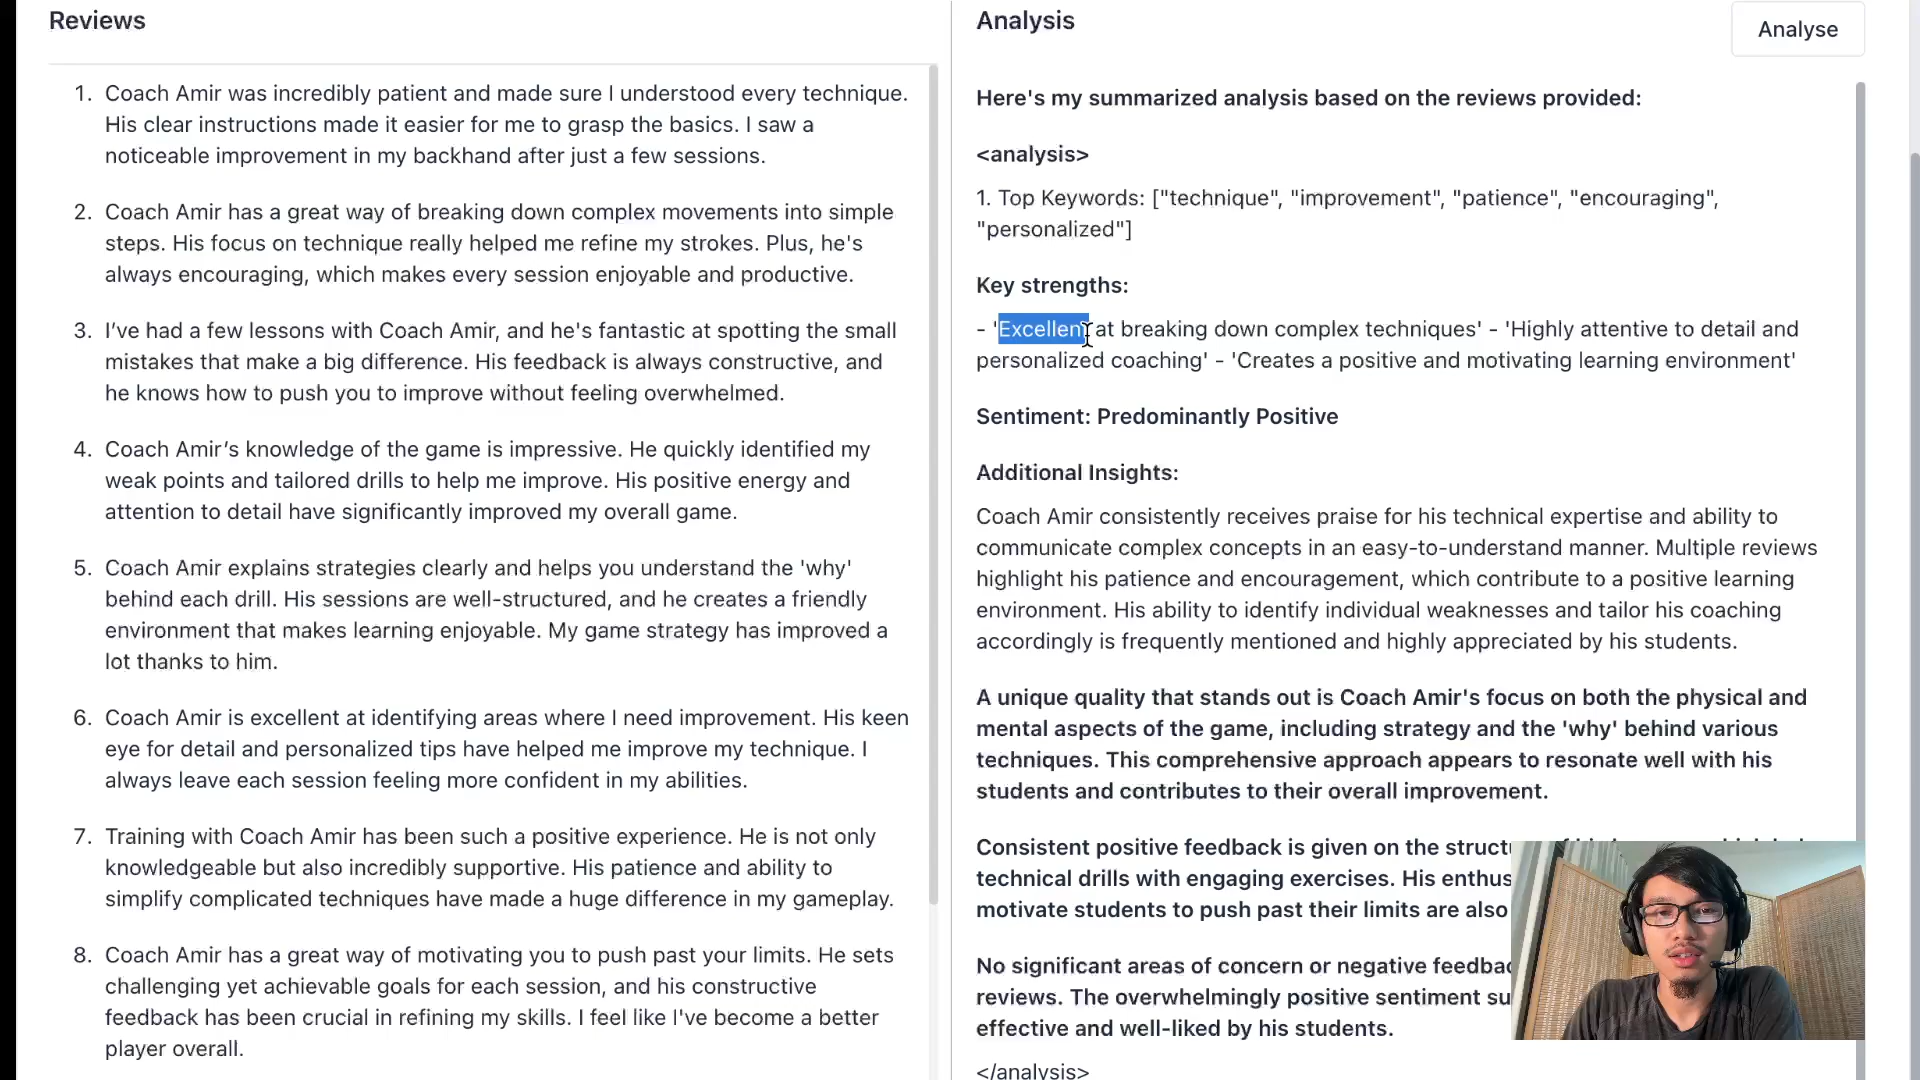 Reviews
1. Coach Amir was incredibly patient and made sure I understood every technique.
His clear instructions made it easier for me to grasp the basics. I saw a
noticeable improvement in my backhand after just a few sessions.
2. Coach Amir has a great way of breaking down complex movements into simple
steps. His focus on technique really helped me refine my strokes. Plus, he's
always encouraging, which makes every session enjoyable and productive.
3. I’ve had a few lessons with Coach Amir, and he's fantastic at spotting the small
mistakes that make a big difference. His feedback is always constructive, and
he knows how to push you to improve without feeling overwhelmed.
4. Coach Amir’s knowledge of the game is impressive. He quickly identified my
weak points and tailored drills to help me improve. His positive energy and
attention to detail have significantly improved my overall game.
5. Coach Amir explains strategies clearly and helps you understand the 'why'
behind each drill. His sessions are well-structured, and he creates a friendly
environment that makes learning enjoyable. My game strategy has improved a
lot thanks to him.
6. Coach Amir is excellent at identifying areas where I need improvement. His keen
eye for detail and personalized tips have helped me improve my technique. I
always leave each session feeling more confident in my abilities.
7. Training with Coach Amir has been such a positive experience. He is not only
knowledgeable but also incredibly supportive. His patience and ability to
simplify complicated techniques have made a huge difference in my gameplay.
8. Coach Amir has a great way of motivating you to push past your limits. He sets
challenging yet achievable goals for each session, and his constructive
feedback has been crucial in refining my skills. I feel like I've become a better
player overall.
Analysis
Analyse
Here's my summarized analysis based on the reviews provided:
<analysis>
1. Top Keywords: ["technique", "improvement", "patience", "encouraging",
"personalized"]
Key strengths:
- 'Excellent at breaking down complex techniques' - 'Highly attentive to detail and
personalized coaching' - 'Creates a positive and motivating learning environment'
Sentiment: Predominantly Positive
Additional Insights:
Coach Amir consistently receives praise for his technical expertise and ability to
communicate complex concepts in an easy-to-understand manner. Multiple reviews
highlight his patience and encouragement, which contribute to a positive learning
environment. His ability to identify individual weaknesses and tailor his coaching
accordingly is frequently mentioned and highly appreciated by his students.
A unique quality that stands out is Coach Amir's focus on both the physical and
mental aspects of the game, including strategy and the 'why' behind various
techniques. This comprehensive approach appears to resonate well with his
students and contributes to their overall improvement.
Consistent positive feedback is given on the
technical drills with engaging exercises. His
motivate students to push past their limits are also
No significant areas of concern or negative
reviews. The overwhelmingly positive sentiment
effective and well-liked by his students.
</analysis>